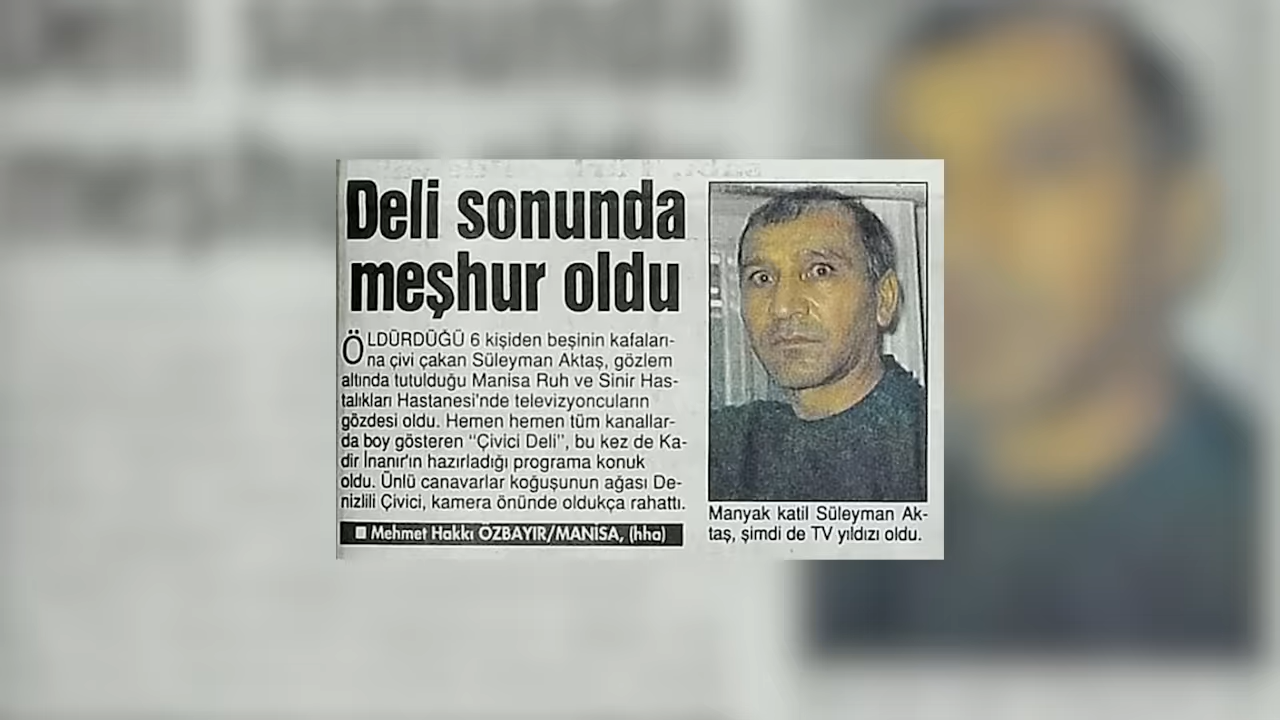 Deli sonunda
meşhur oldu
ÖLDÜRDÜĞÜ 6 kişiden beşinin kafaları-
na çivi çakan Süleyman Aktaş, gözlem
altında tutulduğu Manisa Ruh ve Sinir Has-
talıkları Hastanesi'nde televizyoncuların
gözdesi oldu. Hemen hemen tüm kanallar-
da boy gösteren “Çivici Deli”, bu kez de Ka-
dir İnanır'ın hazırladığı programa konuk
oldu. Ünlü canavarlar koğuşunun ağası De-
nizlili Çivici, kamera önünde oldukça rahattı.
Mehmet Hakkı ÖZBAYIR/MANİSA, (hha)
Manyak katil Süleyman Ak-
taş, şimdi de TV yıldızı oldu.